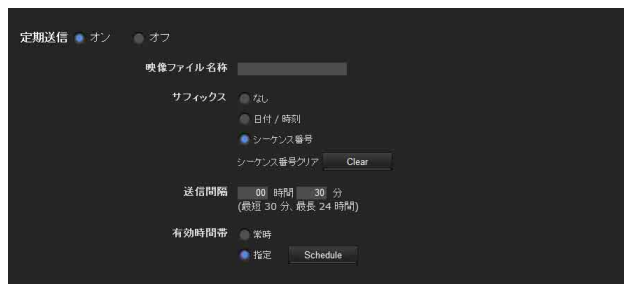 定期送信 オン オフ
映像ファイル名称
サフィックス なし
日付 / 時刻
シーケンス番号
シーケンス番号クリア Clear
送信間隔 00 時間 30 分
(最短 30 分、最長 24 時間)
有効時間帯 常時
指定 Schedule